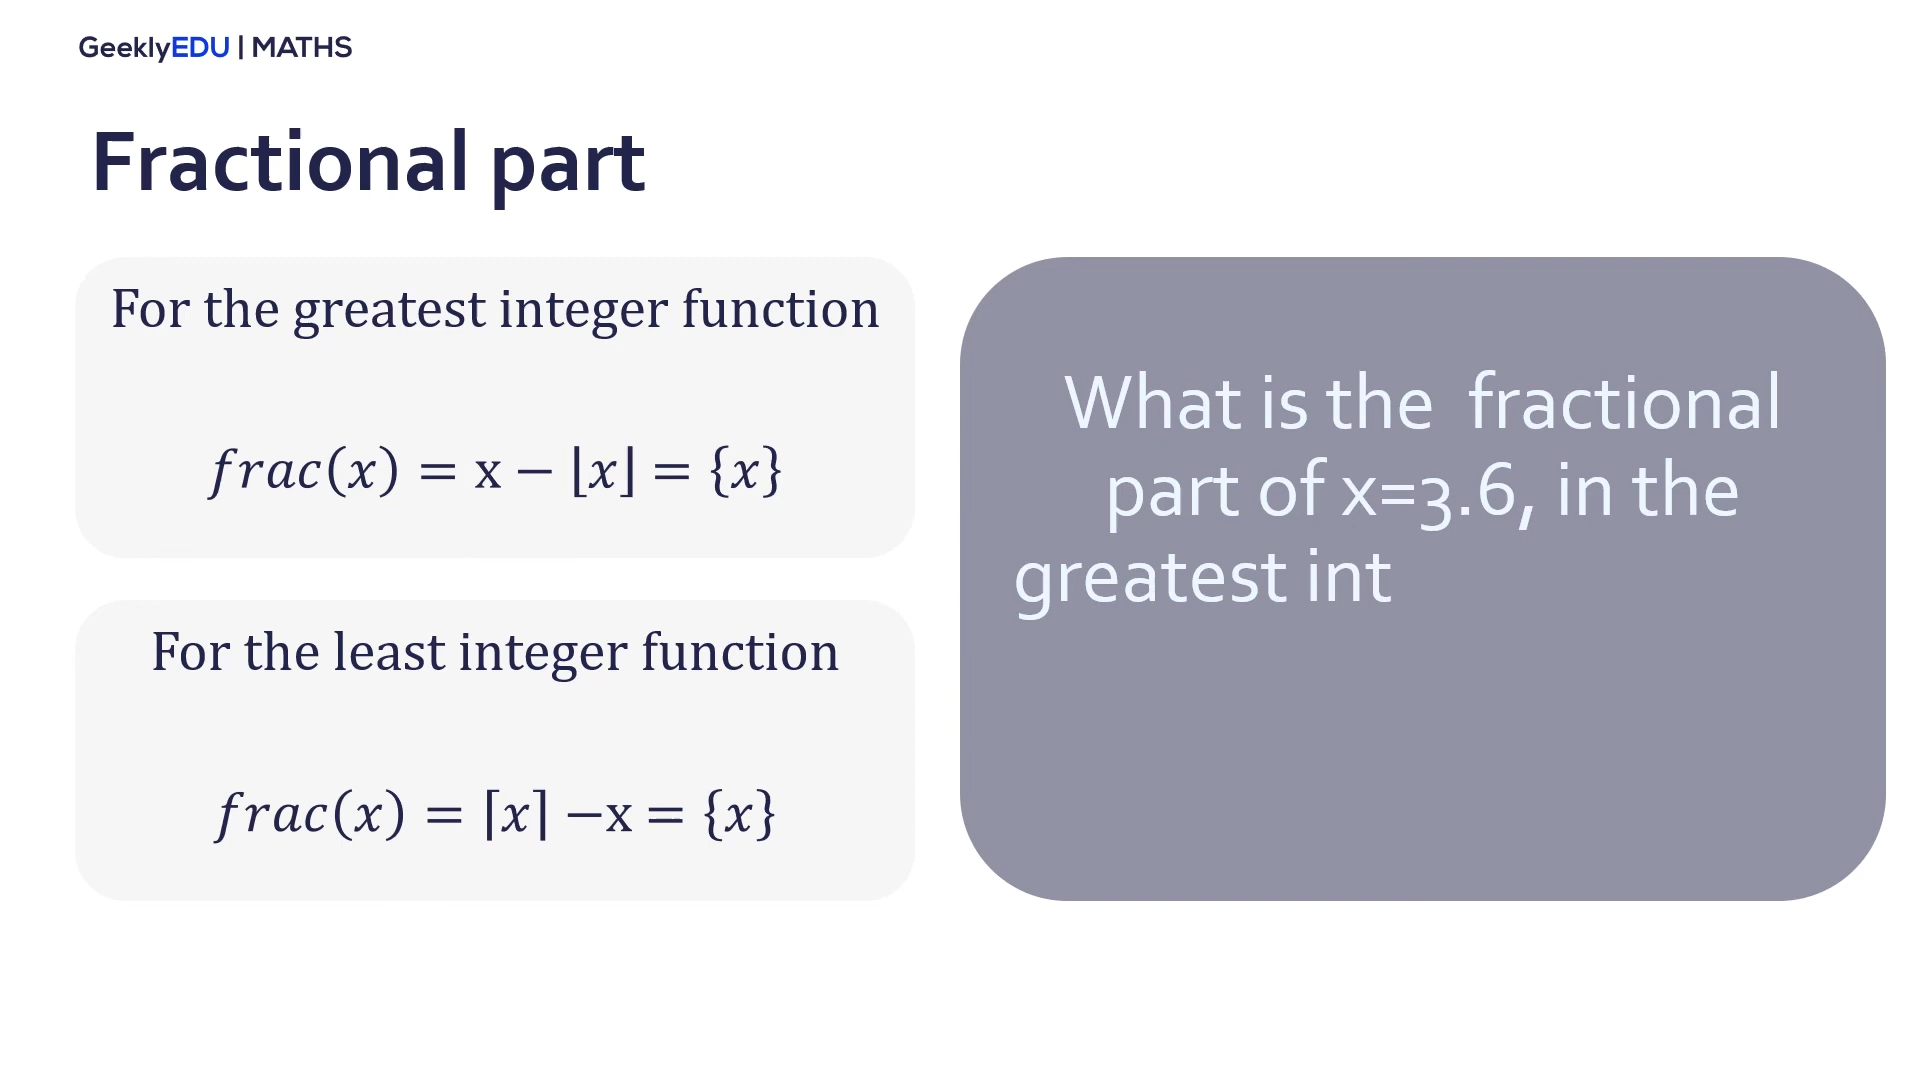 GeeklyEDU | MATHS
Fractional part
For the greatest integer function
frac(x) = x − ⌊x⌋ = {x}
For the least integer function
frac(x) = ⌈x⌉ −x = {x}
What is the fractional
part of x=3.6, in the
greatest int